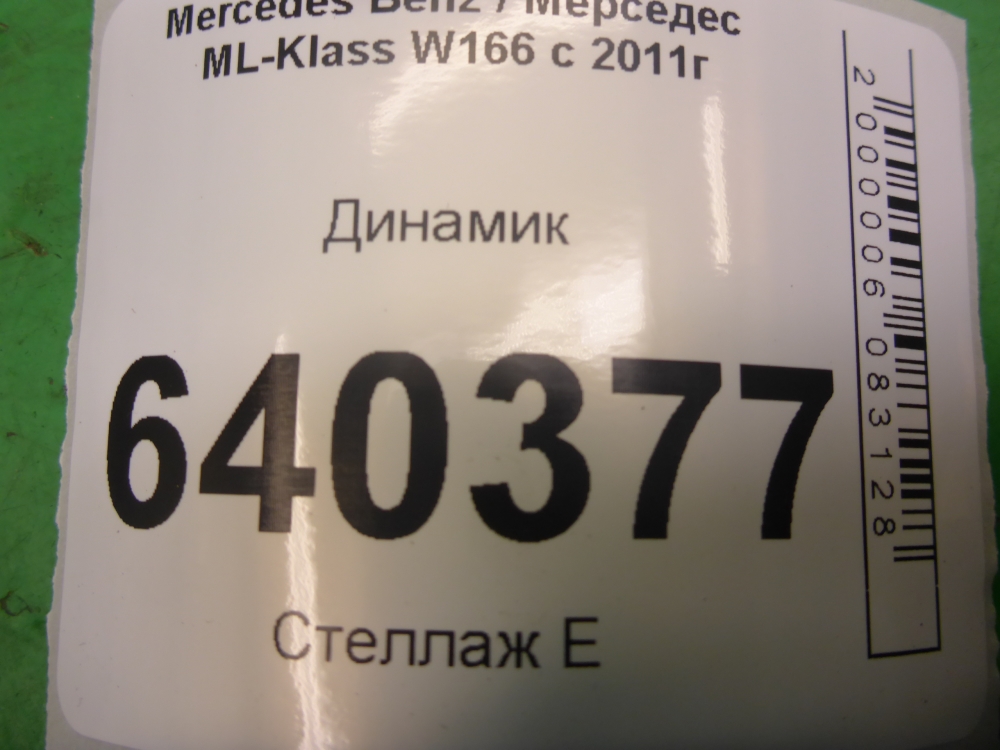 Mercedes Benz / Мерседес
ML-Klass W166 с 2011г
Динамик
640377
Стеллаж Е
2000006083128